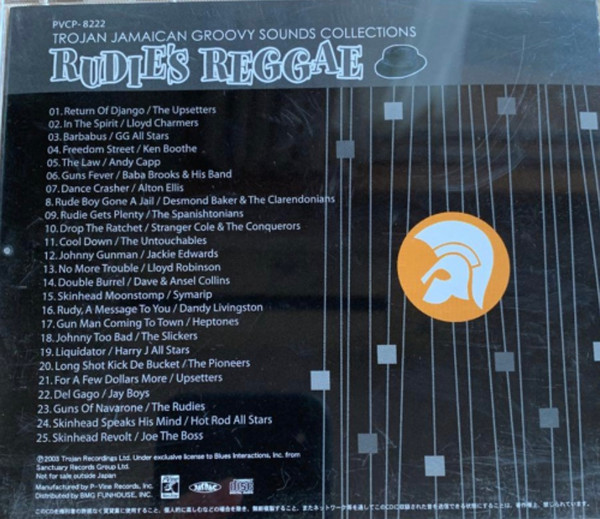 PVCP- 8222
TROJAN JAMAICAN GROOVY SOUNDS COLLECTIONS
RUDIE'S REGGAE
01. Return Of Django / The Upsetters
02. In The Spirit / Lloyd Charmers
03. Barbabus / GG All Stars
04. Freedom Street / Ken Boothe
05. The Law / Andy Capp
06. Guns Fever / Baba Brooks & His Band
07. Dance Crasher / Alton Ellis
8. Rude Boy Gone A Jail / Desmond Baker & The Clarendonians
09. Rudie Gets Plenty / The Spanishtonians
10. Drop The Ratchet / Stranger Cole & The Conquerors
11. Cool Down / The Untouchables
12. Johnny Gunman / Jackie Edwards
13. No More Trouble / Lloyd Robinson
14. Double Burrel / Dave & Ansel Collins
15. Skinhead Moonstomp / Symarip
16. Rudy, A Message To You / Dandy Livingston
17. Gun Man Coming To Town / Heptones
18. Johnny Too Bad / The Slickers
19. Liquidator / Harry J All Stars
20. Long Shot Kick De Bucket / The Pioneers
21. For A Few Dollars More / Upsetters
22. Del Gago / Jay Boys
23. Guns Of Navarone / The Rudies
24. Skinhead Speaks His Mind / Hot Rod All Stars
25. Skinhead Revolt / Joe The Boss
℗2003 Trojan Recordings Ltd. Under exclusive license to Blues Interactions, Inc. from
Sanctuary Records Group Ltd.
Not for sale outside Japan
Manufactured by P-Vine Records, Inc.
Distributed by BMG FUNHOUSE, INC.